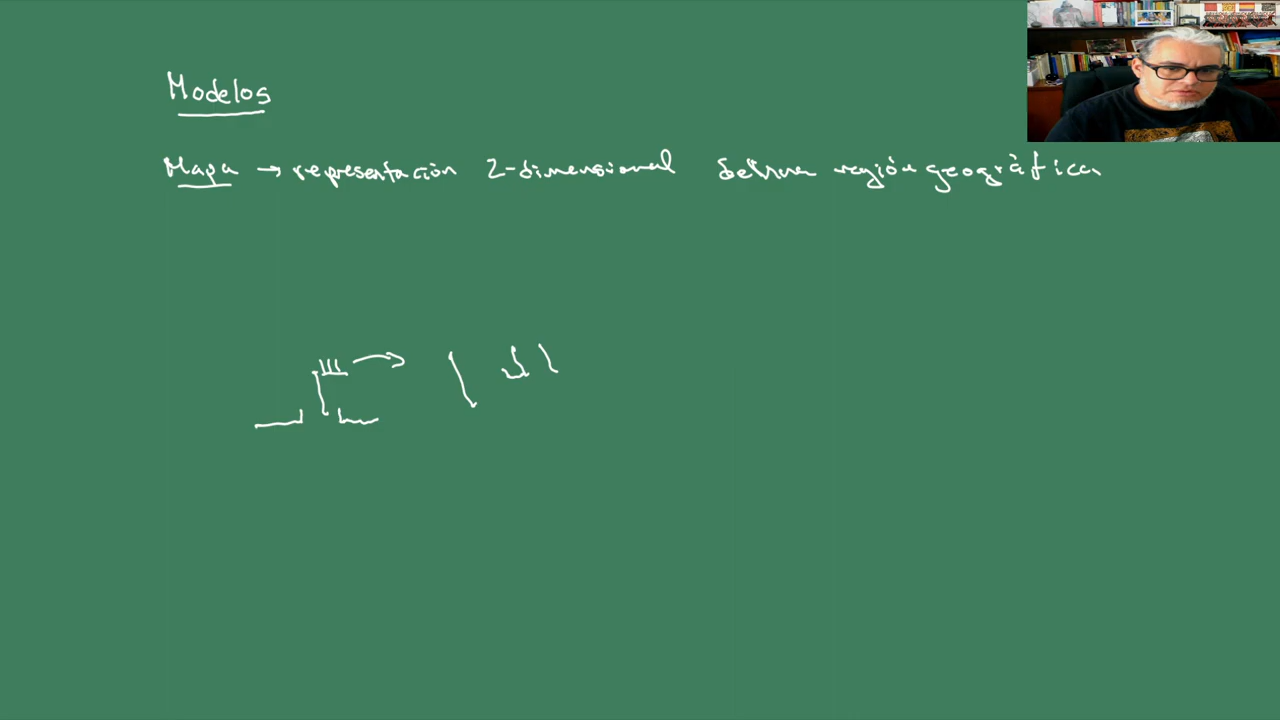 Modelos
Mapa → representación 2-dimensional de una región geográfica